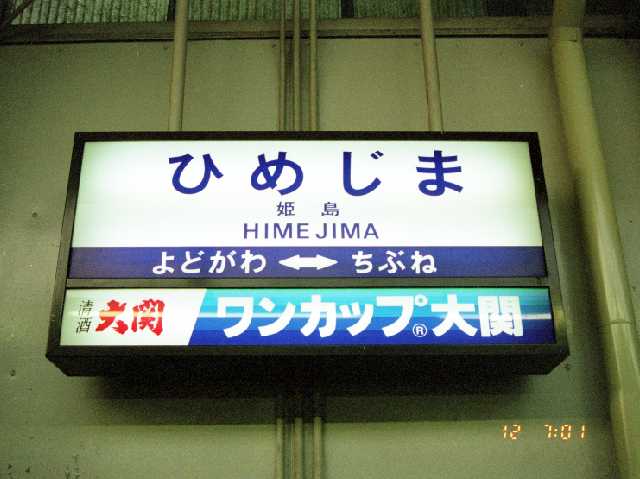 ひめじま
姫島
HIMEJIMA
よどがわ ↔ ちぶね
清酒 大関 ワンカップ®大関
12 7:01